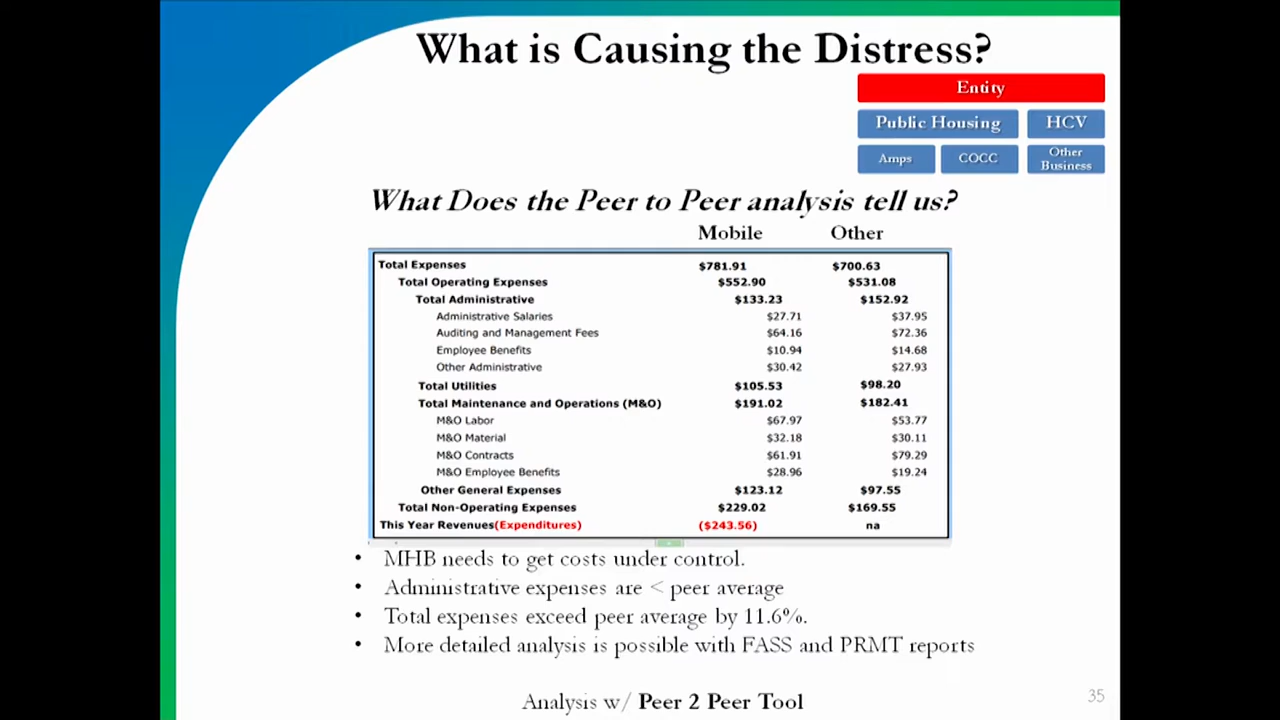 What is Causing the Distress?
Entity
Public Housing HCV
Amps COCC Other Business
What Does the Peer to Peer analysis tell us?
Mobile Other
Total Expenses $781.91 $700.63
Total Operating Expenses $552.90 $531.08
Total Administrative $133.23 $152.92
Administrative Salaries $27.71 $37.95
Auditing and Management Fees $64.16 $72.36
Employee Benefits $10.94 $14.68
Other Administrative $30.42 $27.93
Total Utilities $105.53 $98.20
Total Maintenance and Operations (M&O) $191.02 $182.41
M&O Labor $67.97 $53.77
M&O Material $32.18 $30.11
M&O Contracts $61.91 $79.29
M&O Employee Benefits $28.96 $19.24
Other General Expenses $123.12 $97.55
Total Non-Operating Expenses $229.02 $169.55
This Year Revenues(Expenditures) ($243.56) na
• MHB needs to get costs under control.
• Administrative expenses are < peer average
• Total expenses exceed peer average by 11.6%.
• More detailed analysis is possible with FASS and PRMT reports
Analysis w/ Peer 2 Peer Tool
35